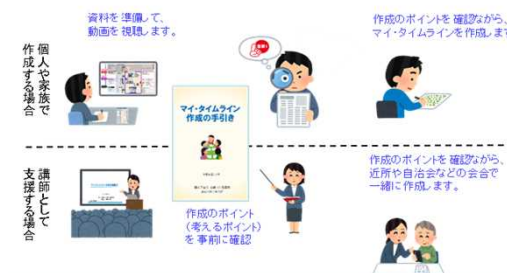 個人や家族で
作成する場合
資料を準備して、
動画を視聴します。
作成のポイントを確認ながら、
マイ・タイムラインを作成します
マイ・タイムライン
作成の手引き
作成のポイント
(考えるポイント)
を事前に確認
講師として
支援する場合
作成のポイントを確認ながら、
近所や自治会などの会合で
一緒に作成します。